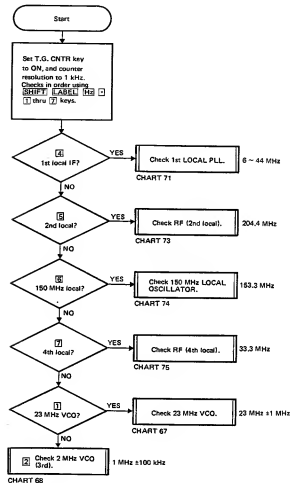 Start
Set T.G. CNTR key
to ON, and counter
resolution to 1 kHz.
Checks in order using
SHIFT LABEL Hz -
1 thru 7 keys.
4
1st local IF?
YES
Check 1st LOCAL PLL.
6 ~ 44 MHz
CHART 71
NO
5
2nd local?
YES
Check RF (2nd local).
204.4 MHz
CHART 73
NO
6
150 MHz local?
YES
Check 150 MHz LOCAL
OSCILLATOR.
153.3 MHz
CHART 74
NO
7
4th local?
YES
Check RF (4th local).
33.3 MHz
CHART 75
NO
1
23 MHz VCO?
YES
Check 23 MHz VCO.
23 MHz ±1 MHz
CHART 67
NO
2 Check 2 MHz VCO
(3rd).
1 MHz ±100 kHz
CHART 68